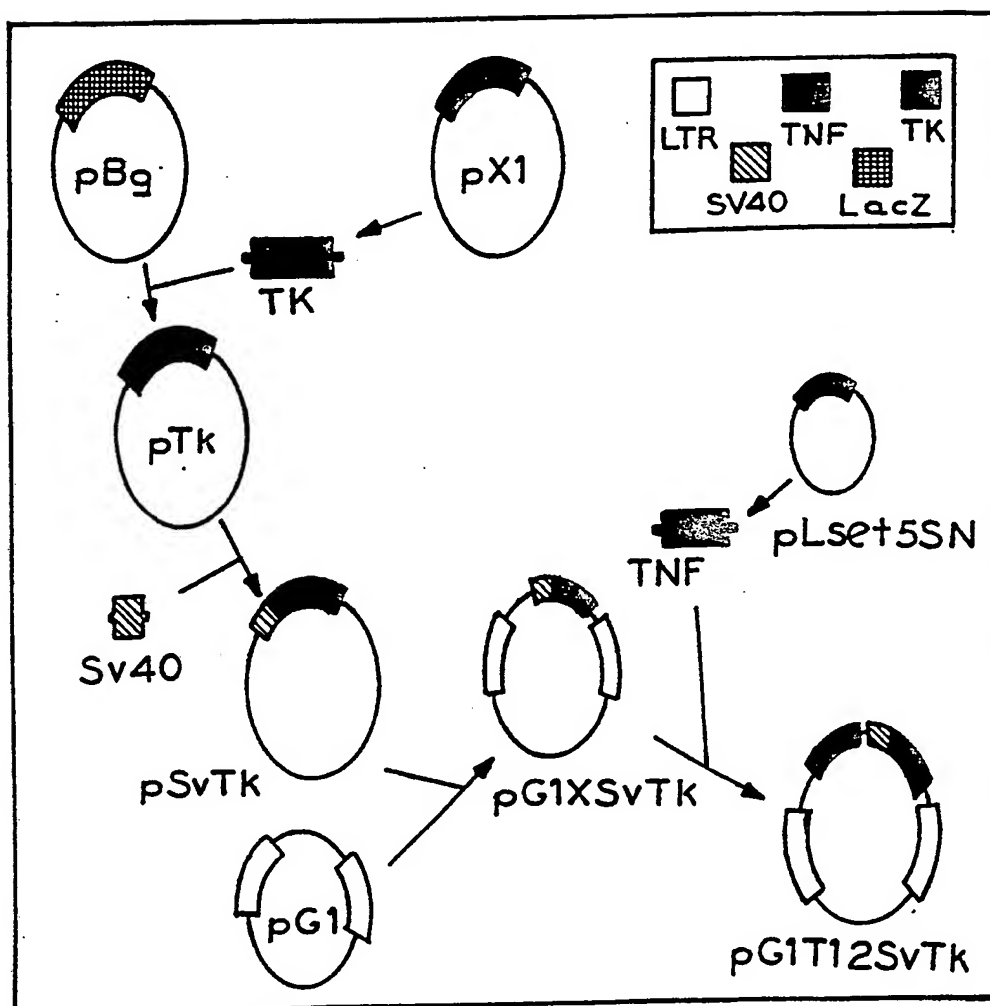 pBg
pX1
LTR
TNF
TK
SV40
LacZ
TK
pTk
pLset5SN
TNF
Sv40
pSvTk
pG1XSvTk
pG1
pG1T12SvTk